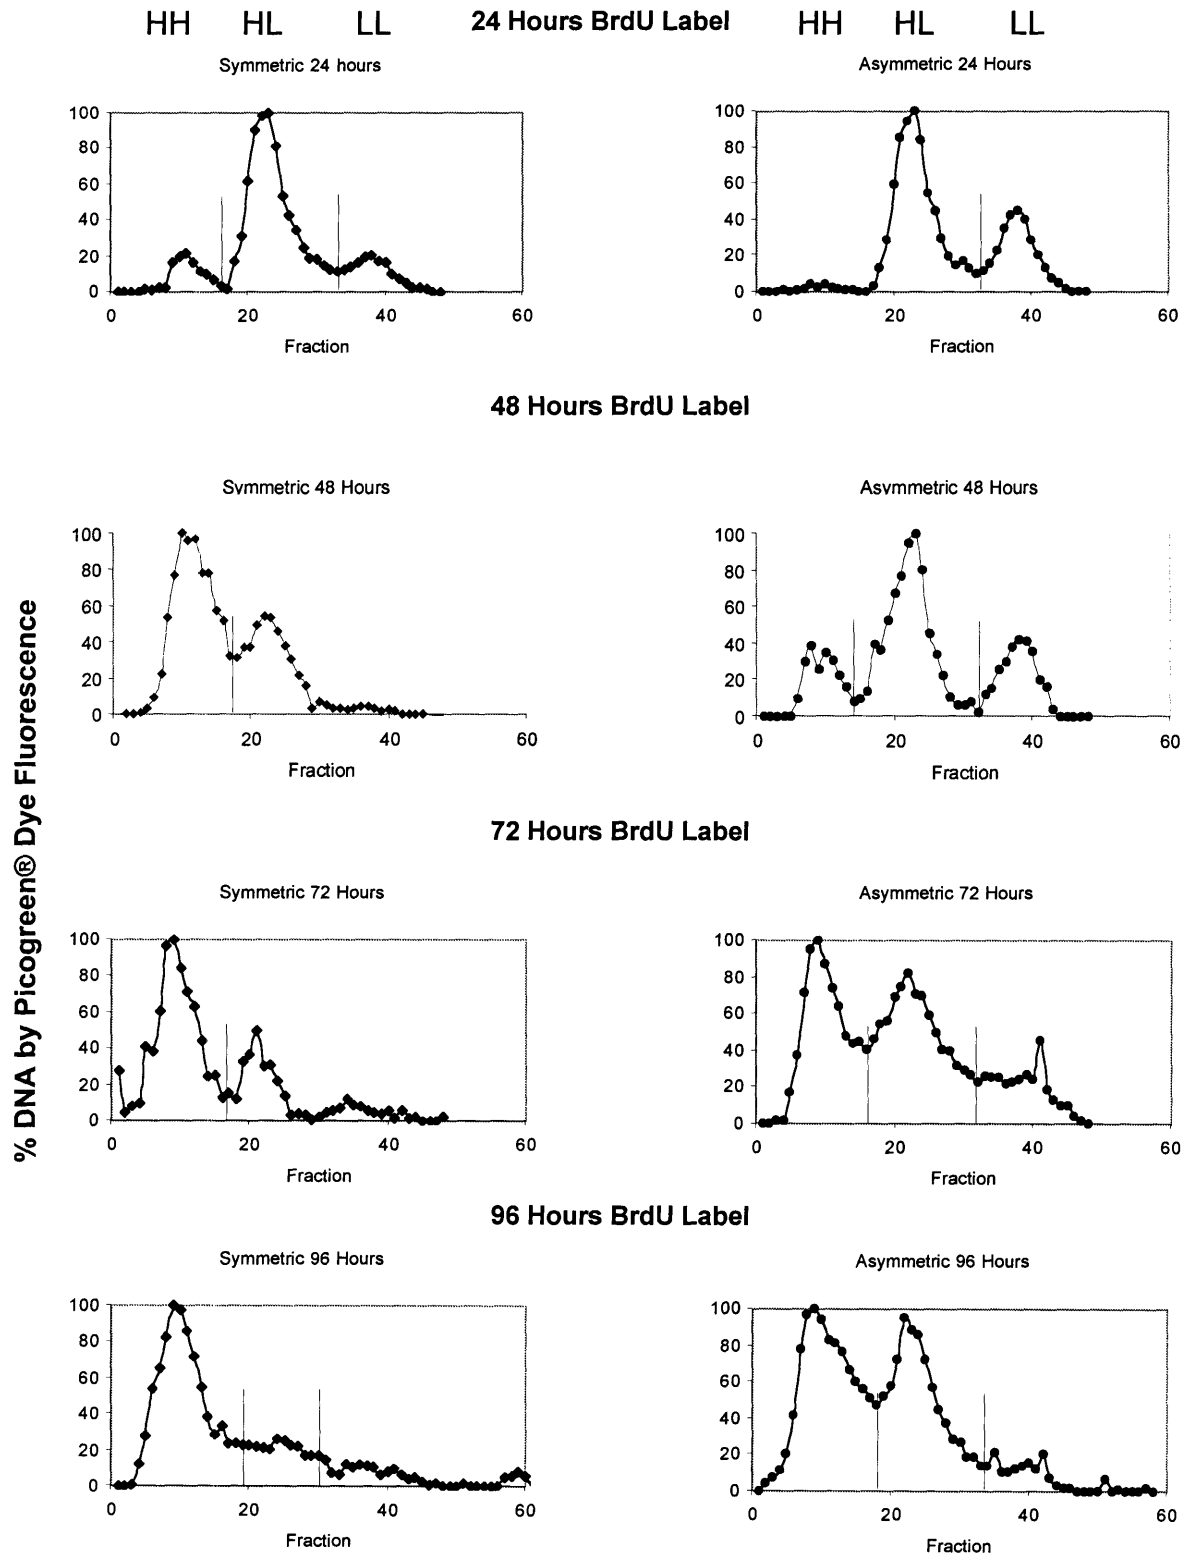 HH HL LL 24 Hours BrdU Label HH HL LL
Symmetric 24 hours
100
80
60
40
20
0
0 20 40 60
Fraction
Asymmetric 24 Hours
100
80
60
40
20
0
0 20 40 60
Fraction
48 Hours BrdU Label
Symmetric 48 Hours
100
80
60
40
20
0
0 20 40 60
Fraction
Asymmetric 48 Hours
100
80
60
40
20
0
0 20 40 60
Fraction
% DNA by Picogreen® Dye Fluorescence
72 Hours BrdU Label
Symmetric 72 Hours
100
80
60
40
20
0
0 20 40 60
Fraction
Asymmetric 72 Hours
100
80
60
40
20
0
0 20 40 60
Fraction
96 Hours BrdU Label
Symmetric 96 Hours
100
80
60
40
20
0
0 20 40 60
Fraction
Asymmetric 96 Hours
100
80
60
40
20
0
0 20 40 60
Fraction